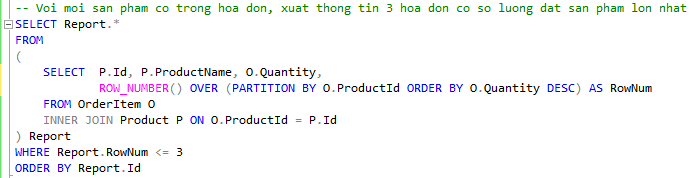 -- Voi moi san pham co trong hoa don, xuat thong tin 3 hoa don co so luong dat san pham lon nhat
SELECT Report.*
FROM
(
SELECT P.Id, P.ProductName, O.Quantity,
ROW_NUMBER() OVER (PARTITION BY O.ProductId ORDER BY O.Quantity DESC) AS RowNum
FROM OrderItem O
INNER JOIN Product P ON O.ProductId = P.Id
) Report
WHERE Report.RowNum <= 3
ORDER BY Report.Id